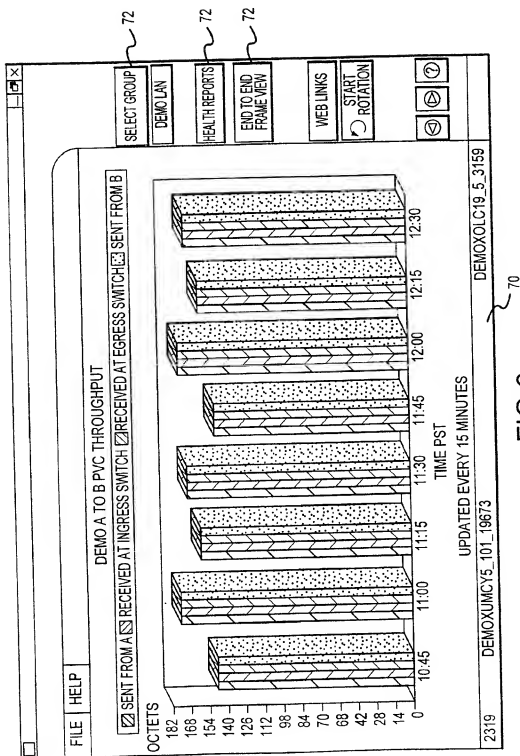 FILE HELP
DEMO A TO B PVC THROUGHPUT
SENT FROM A RECEIVED AT INGRESS SWITCH RECEIVED AT EGRESS SWITCH SENT FROM B
OCTETS
182
168
154
140
126
112
98
84
70
68
42
28
14
0
10:45 11:00 11:15 11:30 11:45 12:00 12:15 12:30
TIME PST
UPDATED EVERY 15 MINUTES
2319 DEMOXUMCY5_101_19673 DEMOXOLC19_5_3159
SELECT GROUP
DEMO LAN
HEALTH REPORTS
END TO END
FRAME VIEW
WEB LINKS
START
ROTATION
?
72
72
72
70